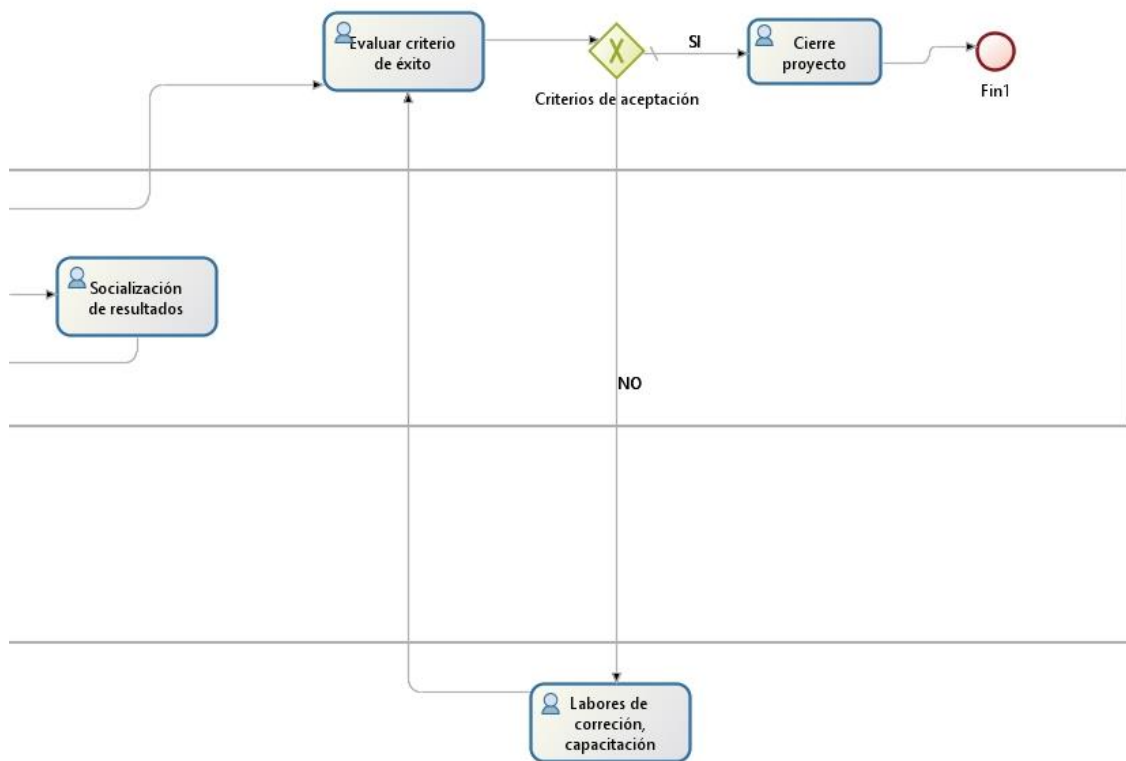 Evaluar criterio
de éxito
SI
Cierre
proyecto
Criterios de aceptación
Fin1
Socialización
de resultados
NO
Labores de
correción,
capacitación